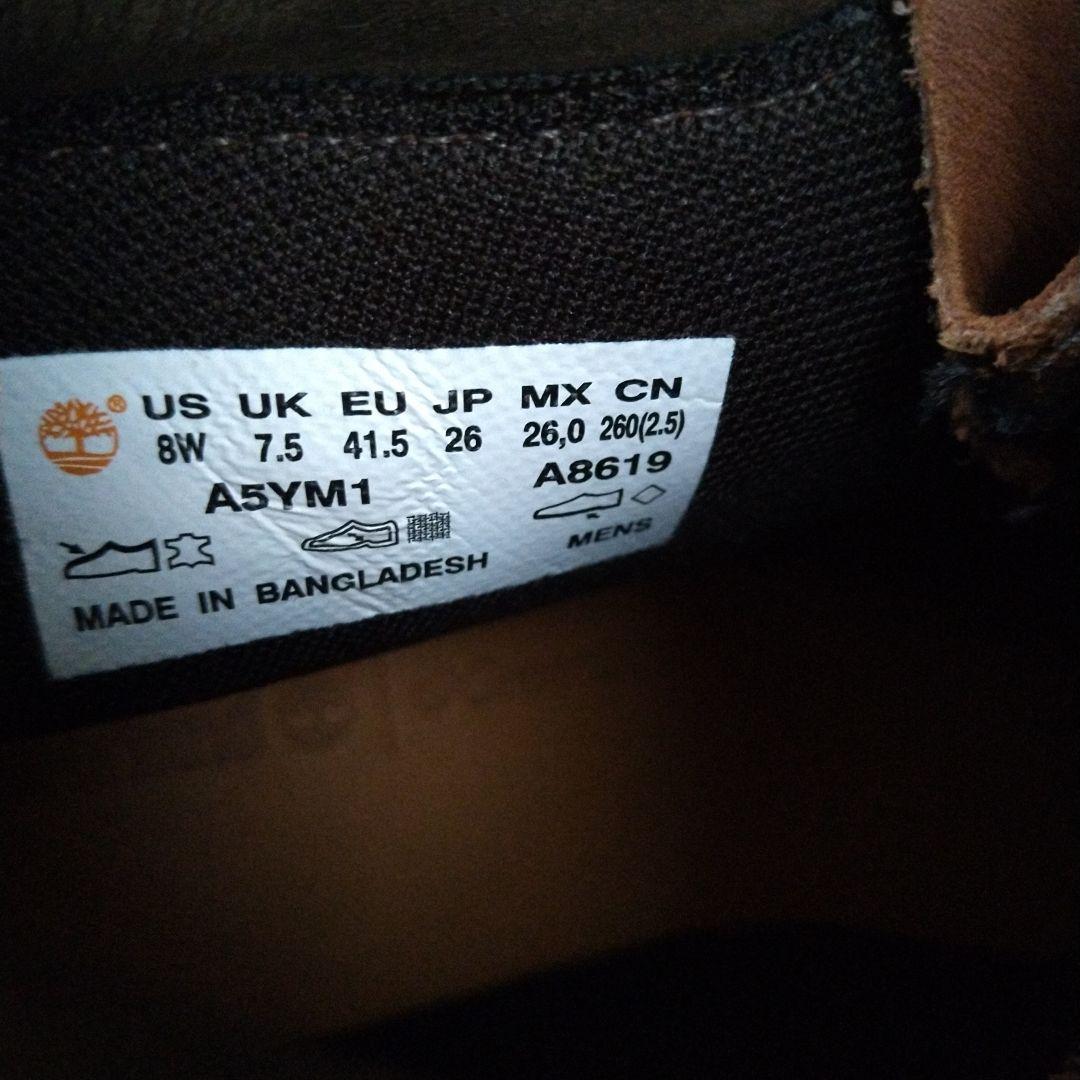 ® US UK EU JP MX CN
8W 7.5 41.5 26 26,0 260(2.5)
A5YM1 A8619
MENS
MADE IN BANGLADESH